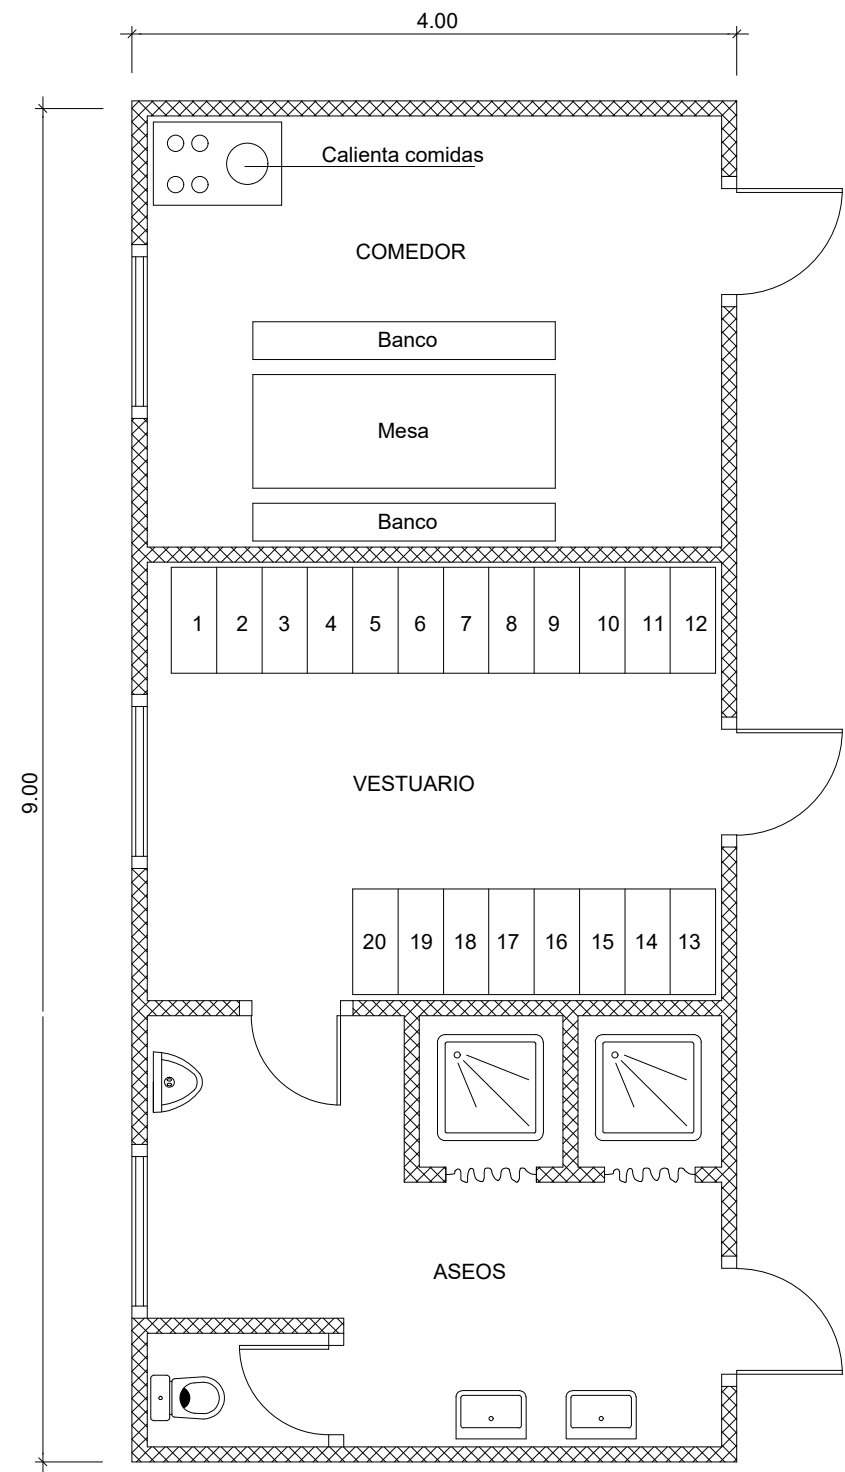 4.00
Calienta comidas
COMEDOR
Banco
Mesa
Banco
1 2 3 4 5 6 7 8 9 10 11 12
9.00
VESTUARIO
20 19 18 17 16 15 14 13
ASEOS